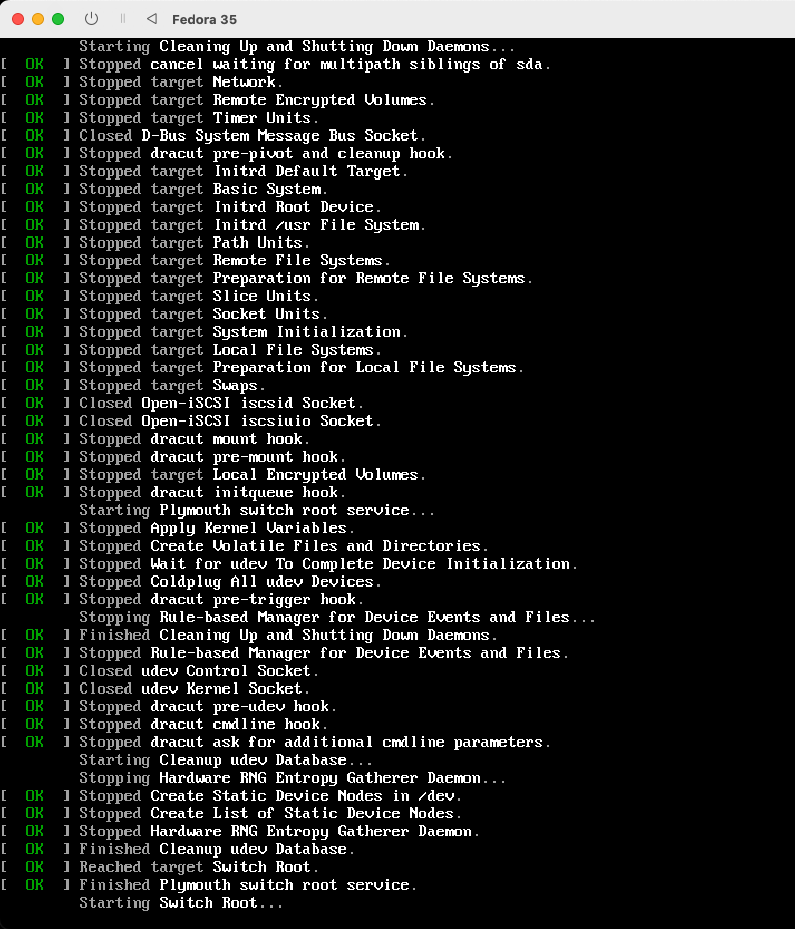 Fedora 35
Starting Cleaning Up and Shutting Down Daemons...
[  OK  ] Stopped cancel waiting for multipath siblings of sda.
[  OK  ] Stopped target Network.
[  OK  ] Stopped target Remote Encrypted Volumes.
[  OK  ] Stopped target Timer Units.
[  OK  ] Closed D-Bus System Message Bus Socket.
[  OK  ] Stopped dracut pre-pivot and cleanup hook.
[  OK  ] Stopped target Initrd Default Target.
[  OK  ] Stopped target Basic System.
[  OK  ] Stopped target Initrd Root Device.
[  OK  ] Stopped target Initrd /usr File System.
[  OK  ] Stopped target Path Units.
[  OK  ] Stopped target Remote File Systems.
[  OK  ] Stopped target Preparation for Remote File Systems.
[  OK  ] Stopped target Slice Units.
[  OK  ] Stopped target Socket Units.
[  OK  ] Stopped target System Initialization.
[  OK  ] Stopped target Local File Systems.
[  OK  ] Stopped target Preparation for Local File Systems.
[  OK  ] Stopped target Swaps.
[  OK  ] Closed Open-iSCSI iscsid Socket.
[  OK  ] Closed Open-iSCSI iscsiuio Socket.
[  OK  ] Stopped dracut mount hook.
[  OK  ] Stopped dracut pre-mount hook.
[  OK  ] Stopped target Local Encrypted Volumes.
[  OK  ] Stopped dracut initqueue hook.
Starting Plymouth switch root service...
[  OK  ] Stopped Apply Kernel Variables.
[  OK  ] Stopped Create Volatile Files and Directories.
[  OK  ] Stopped Wait for udev To Complete Device Initialization.
[  OK  ] Stopped Coldplug All udev Devices.
[  OK  ] Stopped dracut pre-trigger hook.
Stopping Rule-based Manager for Device Events and Files...
[  OK  ] Finished Cleaning Up and Shutting Down Daemons.
[  OK  ] Stopped Rule-based Manager for Device Events and Files.
[  OK  ] Closed udev Control Socket.
[  OK  ] Closed udev Kernel Socket.
[  OK  ] Stopped dracut pre-udev hook.
[  OK  ] Stopped dracut cmdline hook.
[  OK  ] Stopped dracut ask for additional cmdline parameters.
Starting Cleanup udev Database...
Stopping Hardware RNG Entropy Gatherer Daemon...
[  OK  ] Stopped Create Static Device Nodes in /dev.
[  OK  ] Stopped Create List of Static Device Nodes.
[  OK  ] Stopped Hardware RNG Entropy Gatherer Daemon.
[  OK  ] Finished Cleanup udev Database.
[  OK  ] Reached target Switch Root.
[  OK  ] Finished Plymouth switch root service.
Starting Switch Root...